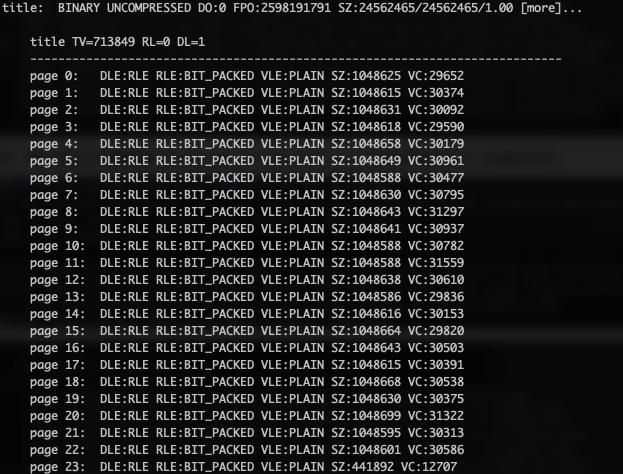 title: BINARY UNCOMPRESSED DO:0 FPO:2598191791 SZ:24562465/24562465/1.00 [more]...
title TV=713849 RL=0 DL=1
--------------------------------------------------------------------------------
page 0: DLE:RLE RLE:BIT_PACKED VLE:PLAIN SZ:1048625 VC:29652
page 1: DLE:RLE RLE:BIT_PACKED VLE:PLAIN SZ:1048615 VC:30374
page 2: DLE:RLE RLE:BIT_PACKED VLE:PLAIN SZ:1048631 VC:30092
page 3: DLE:RLE RLE:BIT_PACKED VLE:PLAIN SZ:1048618 VC:29590
page 4: DLE:RLE RLE:BIT_PACKED VLE:PLAIN SZ:1048658 VC:30179
page 5: DLE:RLE RLE:BIT_PACKED VLE:PLAIN SZ:1048649 VC:30961
page 6: DLE:RLE RLE:BIT_PACKED VLE:PLAIN SZ:1048588 VC:30477
page 7: DLE:RLE RLE:BIT_PACKED VLE:PLAIN SZ:1048630 VC:30795
page 8: DLE:RLE RLE:BIT_PACKED VLE:PLAIN SZ:1048643 VC:31297
page 9: DLE:RLE RLE:BIT_PACKED VLE:PLAIN SZ:1048641 VC:30937
page 10: DLE:RLE RLE:BIT_PACKED VLE:PLAIN SZ:1048588 VC:30782
page 11: DLE:RLE RLE:BIT_PACKED VLE:PLAIN SZ:1048588 VC:31559
page 12: DLE:RLE RLE:BIT_PACKED VLE:PLAIN SZ:1048638 VC:30610
page 13: DLE:RLE RLE:BIT_PACKED VLE:PLAIN SZ:1048586 VC:29836
page 14: DLE:RLE RLE:BIT_PACKED VLE:PLAIN SZ:1048616 VC:30153
page 15: DLE:RLE RLE:BIT_PACKED VLE:PLAIN SZ:1048664 VC:29820
page 16: DLE:RLE RLE:BIT_PACKED VLE:PLAIN SZ:1048643 VC:30503
page 17: DLE:RLE RLE:BIT_PACKED VLE:PLAIN SZ:1048615 VC:30391
page 18: DLE:RLE RLE:BIT_PACKED VLE:PLAIN SZ:1048668 VC:30538
page 19: DLE:RLE RLE:BIT_PACKED VLE:PLAIN SZ:1048630 VC:30375
page 20: DLE:RLE RLE:BIT_PACKED VLE:PLAIN SZ:1048699 VC:31322
page 21: DLE:RLE RLE:BIT_PACKED VLE:PLAIN SZ:1048595 VC:30313
page 22: DLE:RLE RLE:BIT_PACKED VLE:PLAIN SZ:1048601 VC:30586
page 23: DLE:RLE RLE:BIT_PACKED VLE:PLAIN SZ:441892 VC:12707